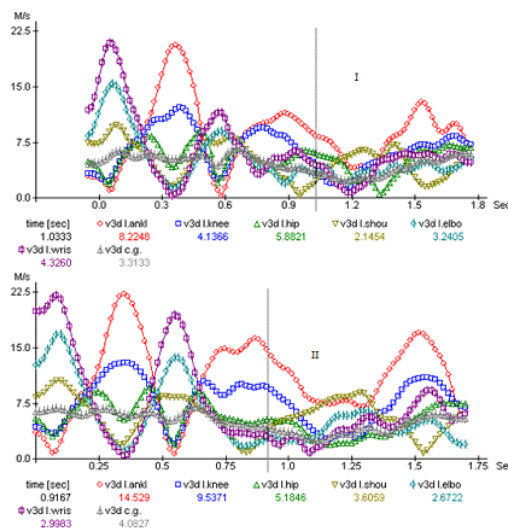 M/s
22.5
I
15.0
7.5
0.0
0.0 0.3 0.6 0.9 1.2 1.5 1.8 Sec
time [sec] v3d l.ankl v3d l.knee v3d l.hip v3d l.shou v3d l.elbo
1.0333 8.2248 4.1366 5.8821 2.1454 3.2405
v3d l.wris v3d c.g.
4.3260 3.3133
M/s
22.5
II
15.0
7.5
0.0
0.25 0.50 0.75 1.0 1.25 1.50 1.75 Sec
time [sec] v3d l.ankl v3d l.knee v3d l.hip v3d l.shou v3d l.elbo
0.9167 14.529 9.5371 5.1846 3.6059 2.6722
v3d l.wris v3d c.g.
2.9983 4.0827